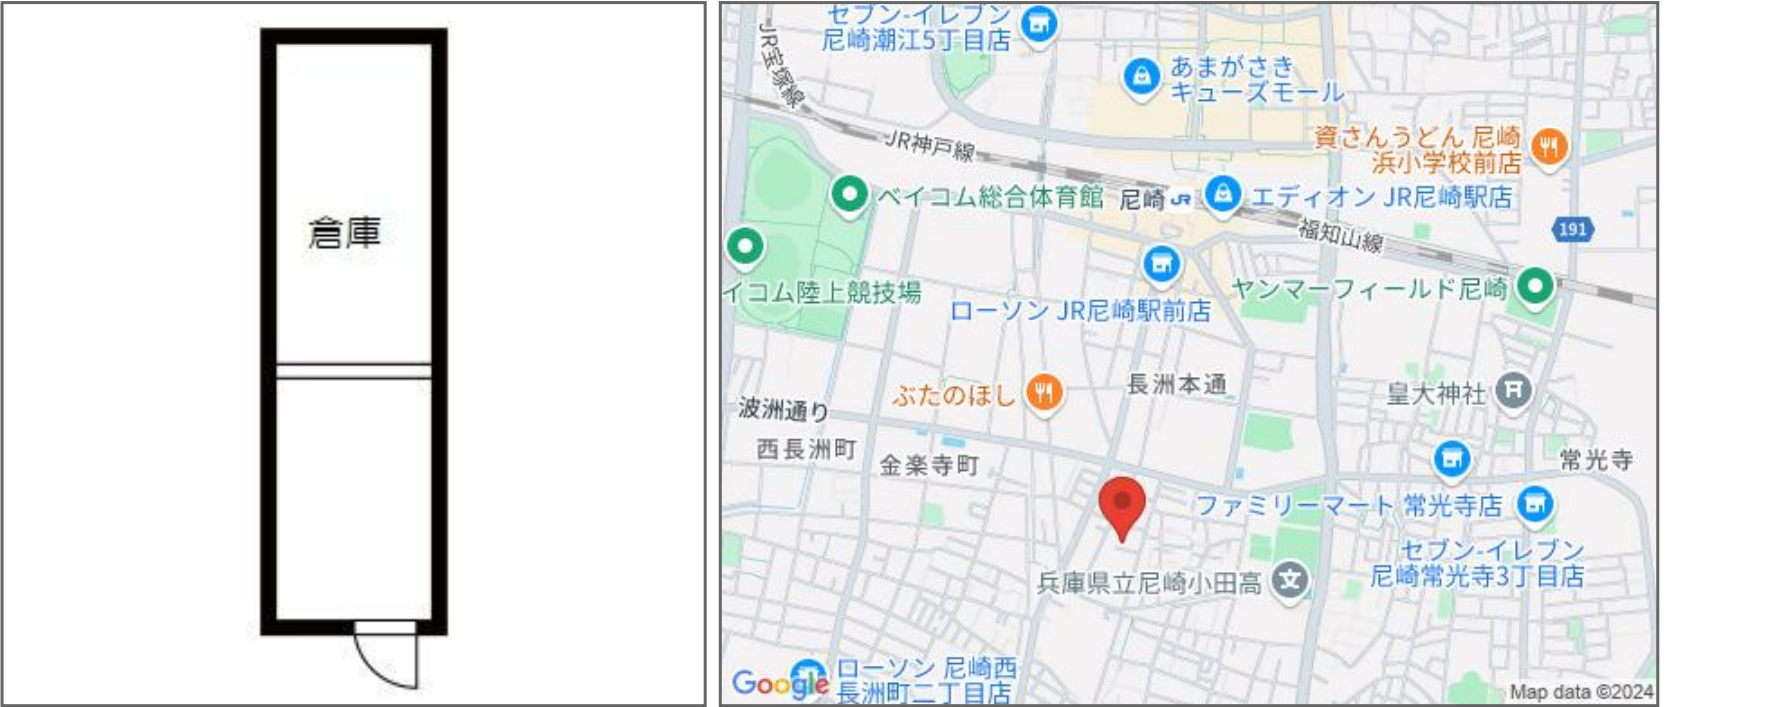 倉庫
セブン-イレブン
尼崎潮江5丁目店
JR宝塚線
あまがさき
キューズモール
JR神戸線
資さんうどん 尼崎
浜小学校前店
ベイコム総合体育館
尼崎
JR
エディオン JR尼崎駅店
福知山線
191
イコム陸上競技場
ローソン JR尼崎駅前店
ヤンマーフィールド尼崎
ぶたのほし
長洲本通
皇大神社
波洲通り
西長洲町
金楽寺町
常光寺
ファミリーマート 常光寺店
セブン-イレブン
尼崎常光寺3丁目店
兵庫県立尼崎小田高
文
ローソン 尼崎西
長洲町二丁目店
Google
Map data ©2024